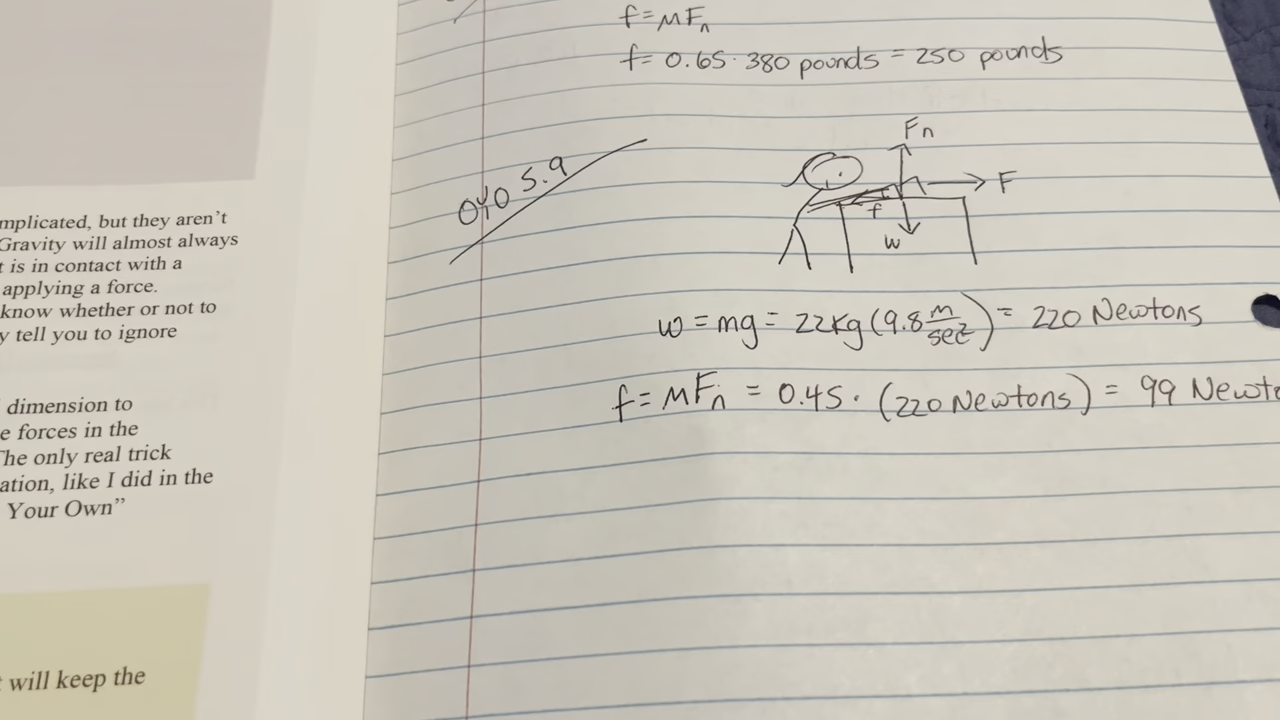 mplicated, but they aren't
Gravity will almost always
t is in contact with a
applying a force.
know whether or not to
y tell you to ignore
dimension to
e forces in the
The only real trick
ation, like I did in the
Your Own”
will keep the
f=μFn
f= 0.65 · 380 pounds = 250 pounds
OYO 5.9
Fn
F
f
w
w = mg = 22kg (9.8 m/sec²) = 220 Newtons
f= μFn = 0.45 · (220 Newtons) = 99 Newto